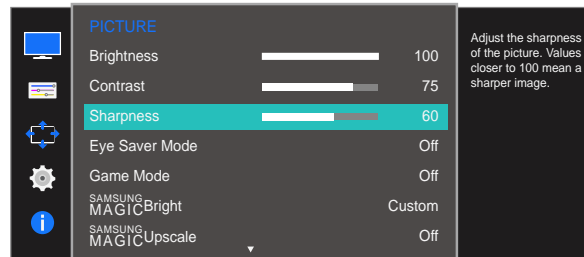 PICTURE
Brightness 100
Contrast 75
Sharpness 60
Eye Saver Mode Off
Game Mode Off
SAMSUNG
MAGICBright Custom
SAMSUNG
MAGICUpscale Off
Adjust the sharpness
of the picture. Values
closer to 100 mean a
sharper image.